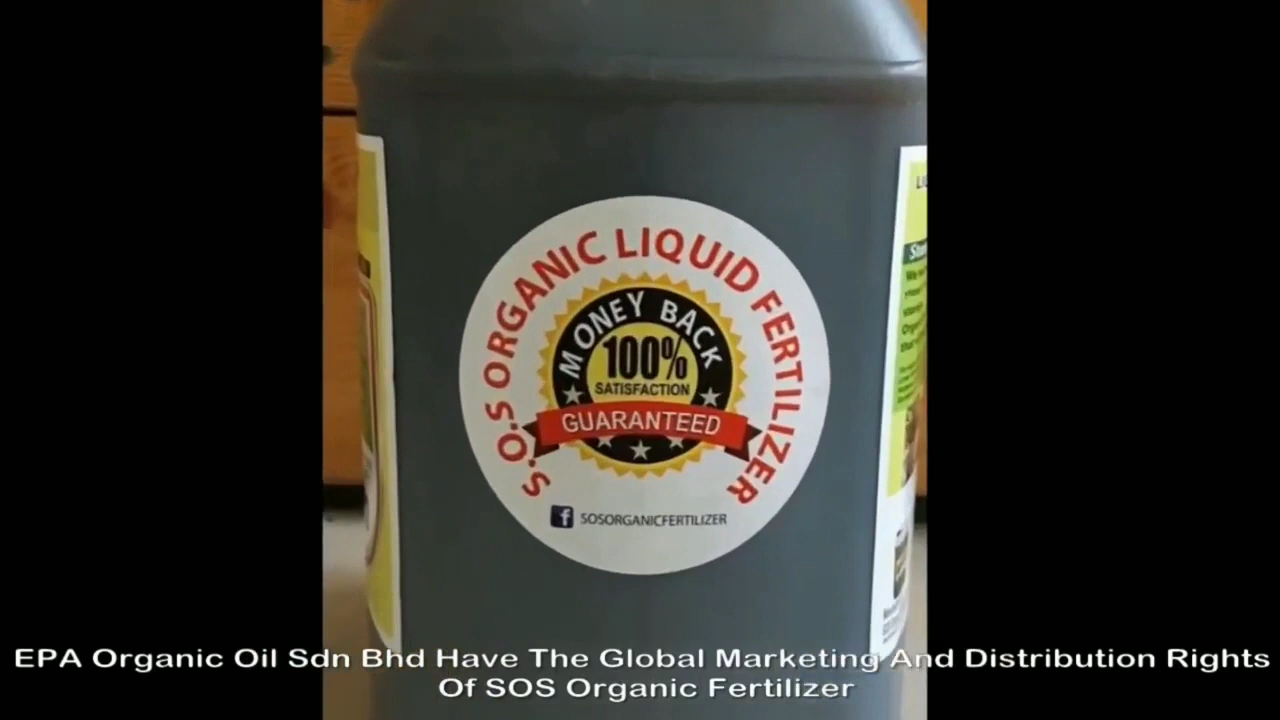 S.O.S ORGANIC LIQUID FERTILIZER
MONEY BACK
100%
SATISFACTION
GUARANTEED
f SOSORGANICFERTILIZER
EPA Organic Oil Sdn Bhd Have The Global Marketing And Distribution Rights
Of SOS Organic Fertilizer